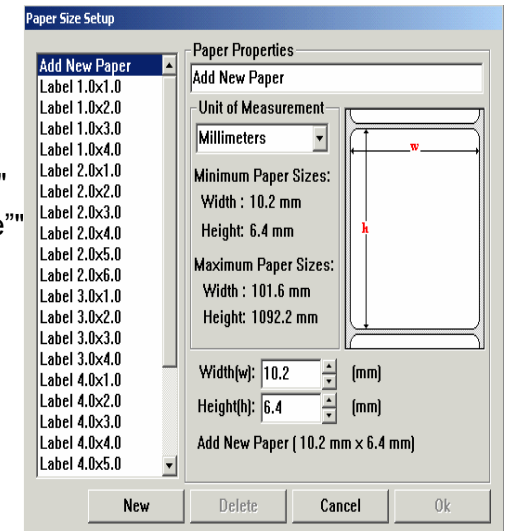 Paper Size Setup
Add New Paper
Label 1.0x1.0
Label 1.0x2.0
Label 1.0x3.0
Label 1.0x4.0
Label 2.0x1.0
Label 2.0x2.0
Label 2.0x3.0
Label 2.0x4.0
Label 2.0x5.0
Label 2.0x6.0
Label 3.0x1.0
Label 3.0x2.0
Label 3.0x3.0
Label 3.0x4.0
Label 4.0x1.0
Label 4.0x2.0
Label 4.0x3.0
Label 4.0x4.0
Label 4.0x5.0
"
e”"
Paper Properties
Add New Paper
Unit of Measurement
Millimeters
Minimum Paper Sizes:
Width : 10.2 mm
Height: 6.4 mm
Maximum Paper Sizes:
Width : 101.6 mm
Height: 1092.2 mm
w
h
Width(w): 10.2 (mm)
Height(h): 6.4 (mm)
Add New Paper ( 10.2 mm x 6.4 mm)
New Delete Cancel Ok